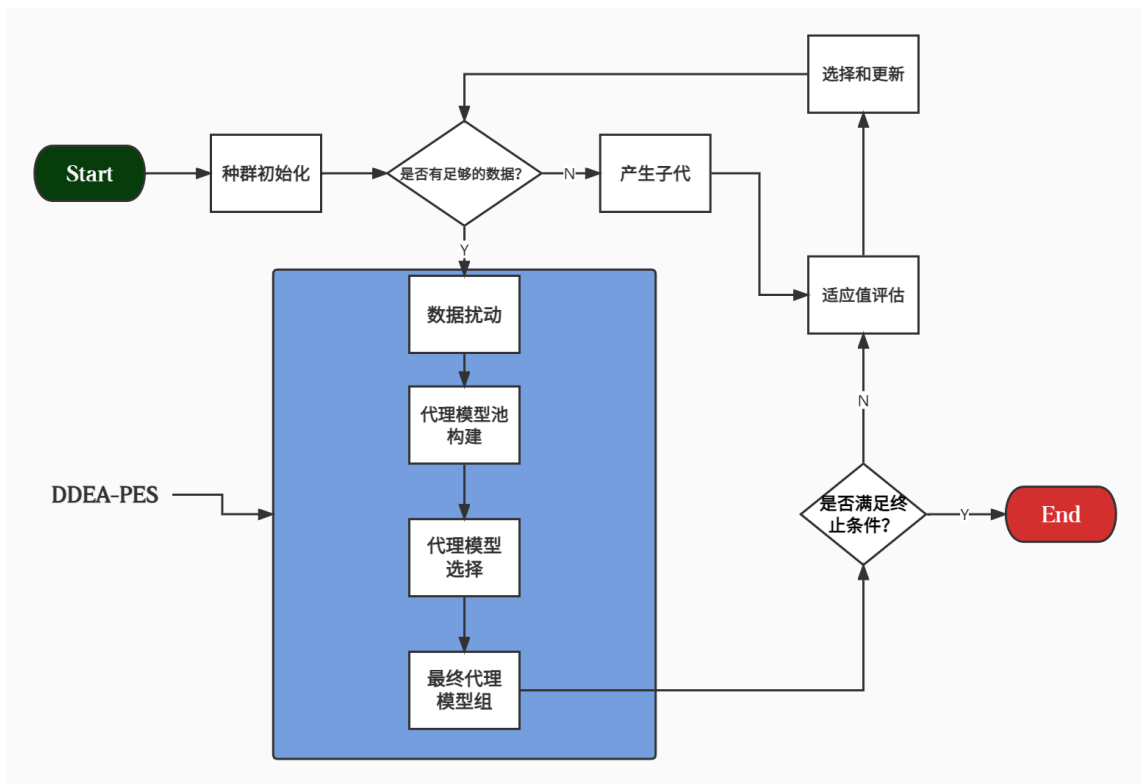 选择和更新
Start
种群初始化
是否有足够的数据？
N
产生子代
Y
数据扰动
适应值评估
代理模型池
构建
N
DDEA-PES
是否满足终
止条件？
Y
End
代理模型
选择
最终代理
模型组